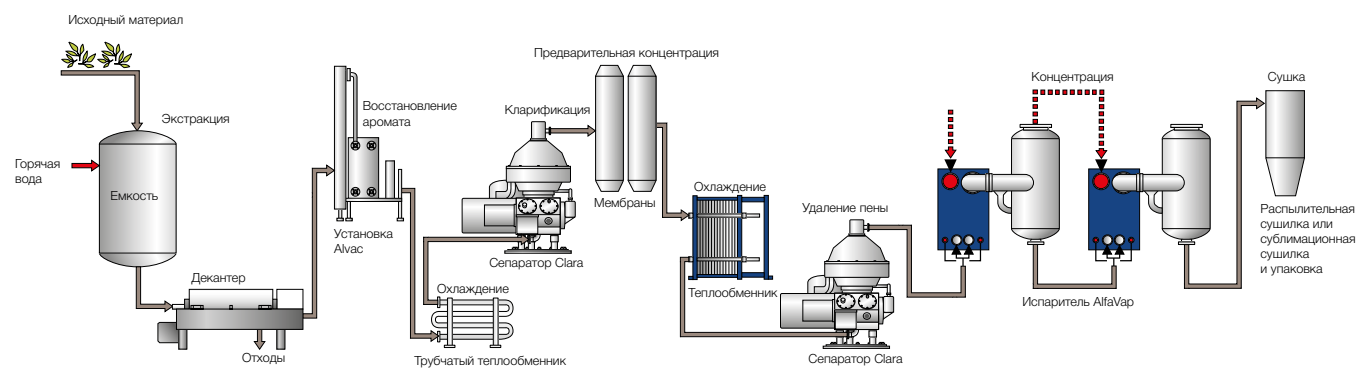 Исходный материал
Экстракция
Горячая
вода
Емкость
Декантер
Отходы
Восстановление
аромата
Установка
Alvac
Охлаждение
Трубчатый теплообменник
Кларификация
Сепаратор Clara
Предварительная концентрация
Мембраны
Охлаждение
Теплообменник
Удаление пены
Сепаратор Clara
Концентрация
Испаритель AlfaVap
Сушка
Распылительная
сушилка или
сублимационная
сушилка
и упаковка